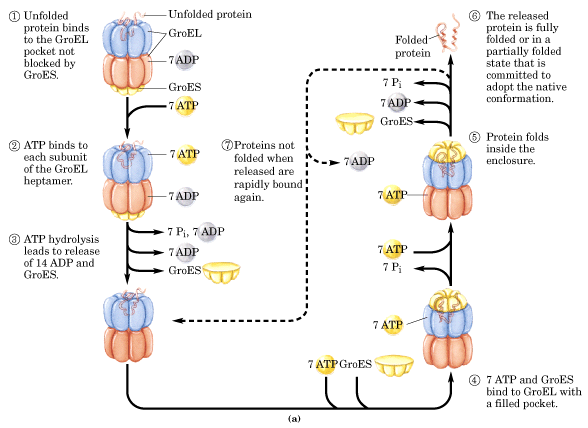 ① Unfolded
protein binds
to the GroEL
pocket not
blocked by
GroES.
Unfolded protein
GroEL
7 ADP
GroES
7 ATP
② ATP binds to
each subunit
of the GroEL
heptamer.
7 ATP
7 ADP
③ ATP hydrolysis
leads to release
of 14 ADP and
GroES.
7 Pi, 7 ADP
7 ADP
GroES
⑦ Proteins not
folded when
released are
rapidly bound
again.
7 ATP GroES
④ 7 ATP and GroES
bind to GroEL with
a filled pocket.
7 ATP
7 ATP
7 Pi
⑤ Protein folds
inside the
enclosure.
7 ATP
7 ADP
7 Pi
7 ADP
GroES
Folded
protein
⑥ The released
protein is fully
folded or in a
partially folded
state that is
committed to
adopt the native
conformation.
(a)